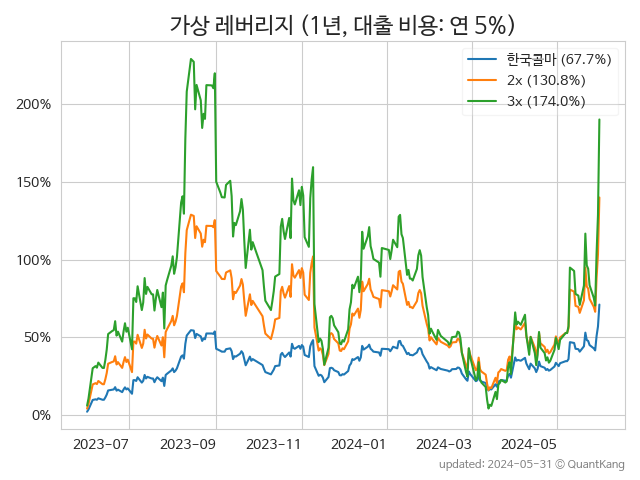 가상 레버리지 (1년, 대출 비용: 연 5%)
한국콜마 (67.7%)
2x (130.8%)
3x (174.0%)
200%
150%
100%
50%
0%
2023-07
2023-09
2023-11
2024-01
2024-03
2024-05
updated: 2024-05-31 © QuantKang